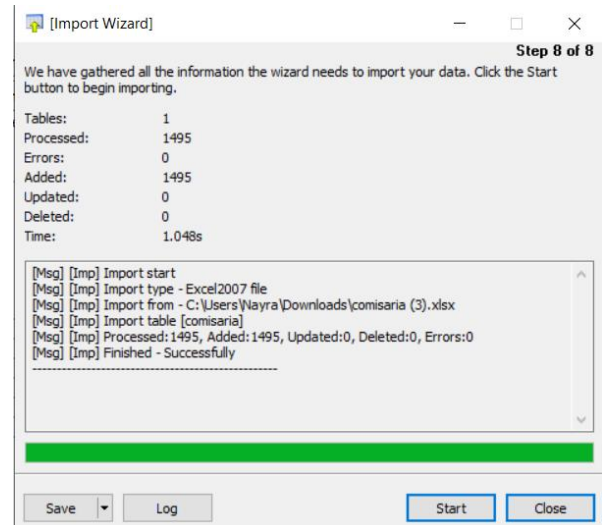 [Import Wizard]
Step 8 of 8
We have gathered all the information the wizard needs to import your data. Click the Start
button to begin importing.
Tables: 1
Processed: 1495
Errors: 0
Added: 1495
Updated: 0
Deleted: 0
Time: 1.048s
[Msg] [Imp] Import start
[Msg] [Imp] Import type - Excel2007 file
[Msg] [Imp] Import from - C:\Users\Nayra\Downloads\comisaria (3).xlsx
[Msg] [Imp] Import table [comisaria]
[Msg] [Imp] Processed:1495, Added:1495, Updated:0, Deleted:0, Errors:0
[Msg] [Imp] Finished - Successfully
--------------------------------------------------
Save Log Start Close